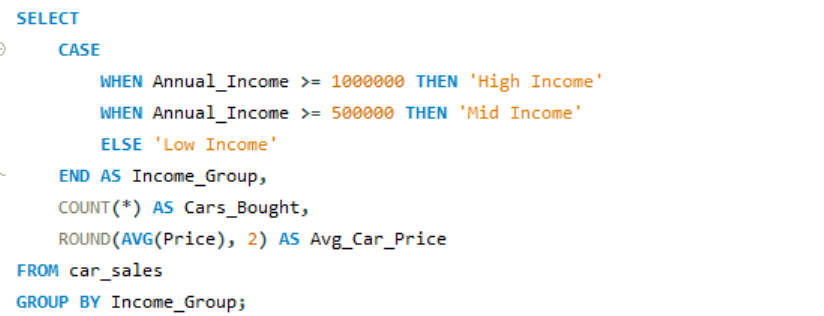 SELECT
    CASE
        WHEN Annual_Income >= 1000000 THEN 'High Income'
        WHEN Annual_Income >= 500000 THEN 'Mid Income'
        ELSE 'Low Income'
    END AS Income_Group,
    COUNT(*) AS Cars_Bought,
    ROUND(AVG(Price), 2) AS Avg_Car_Price
FROM car_sales
GROUP BY Income_Group;